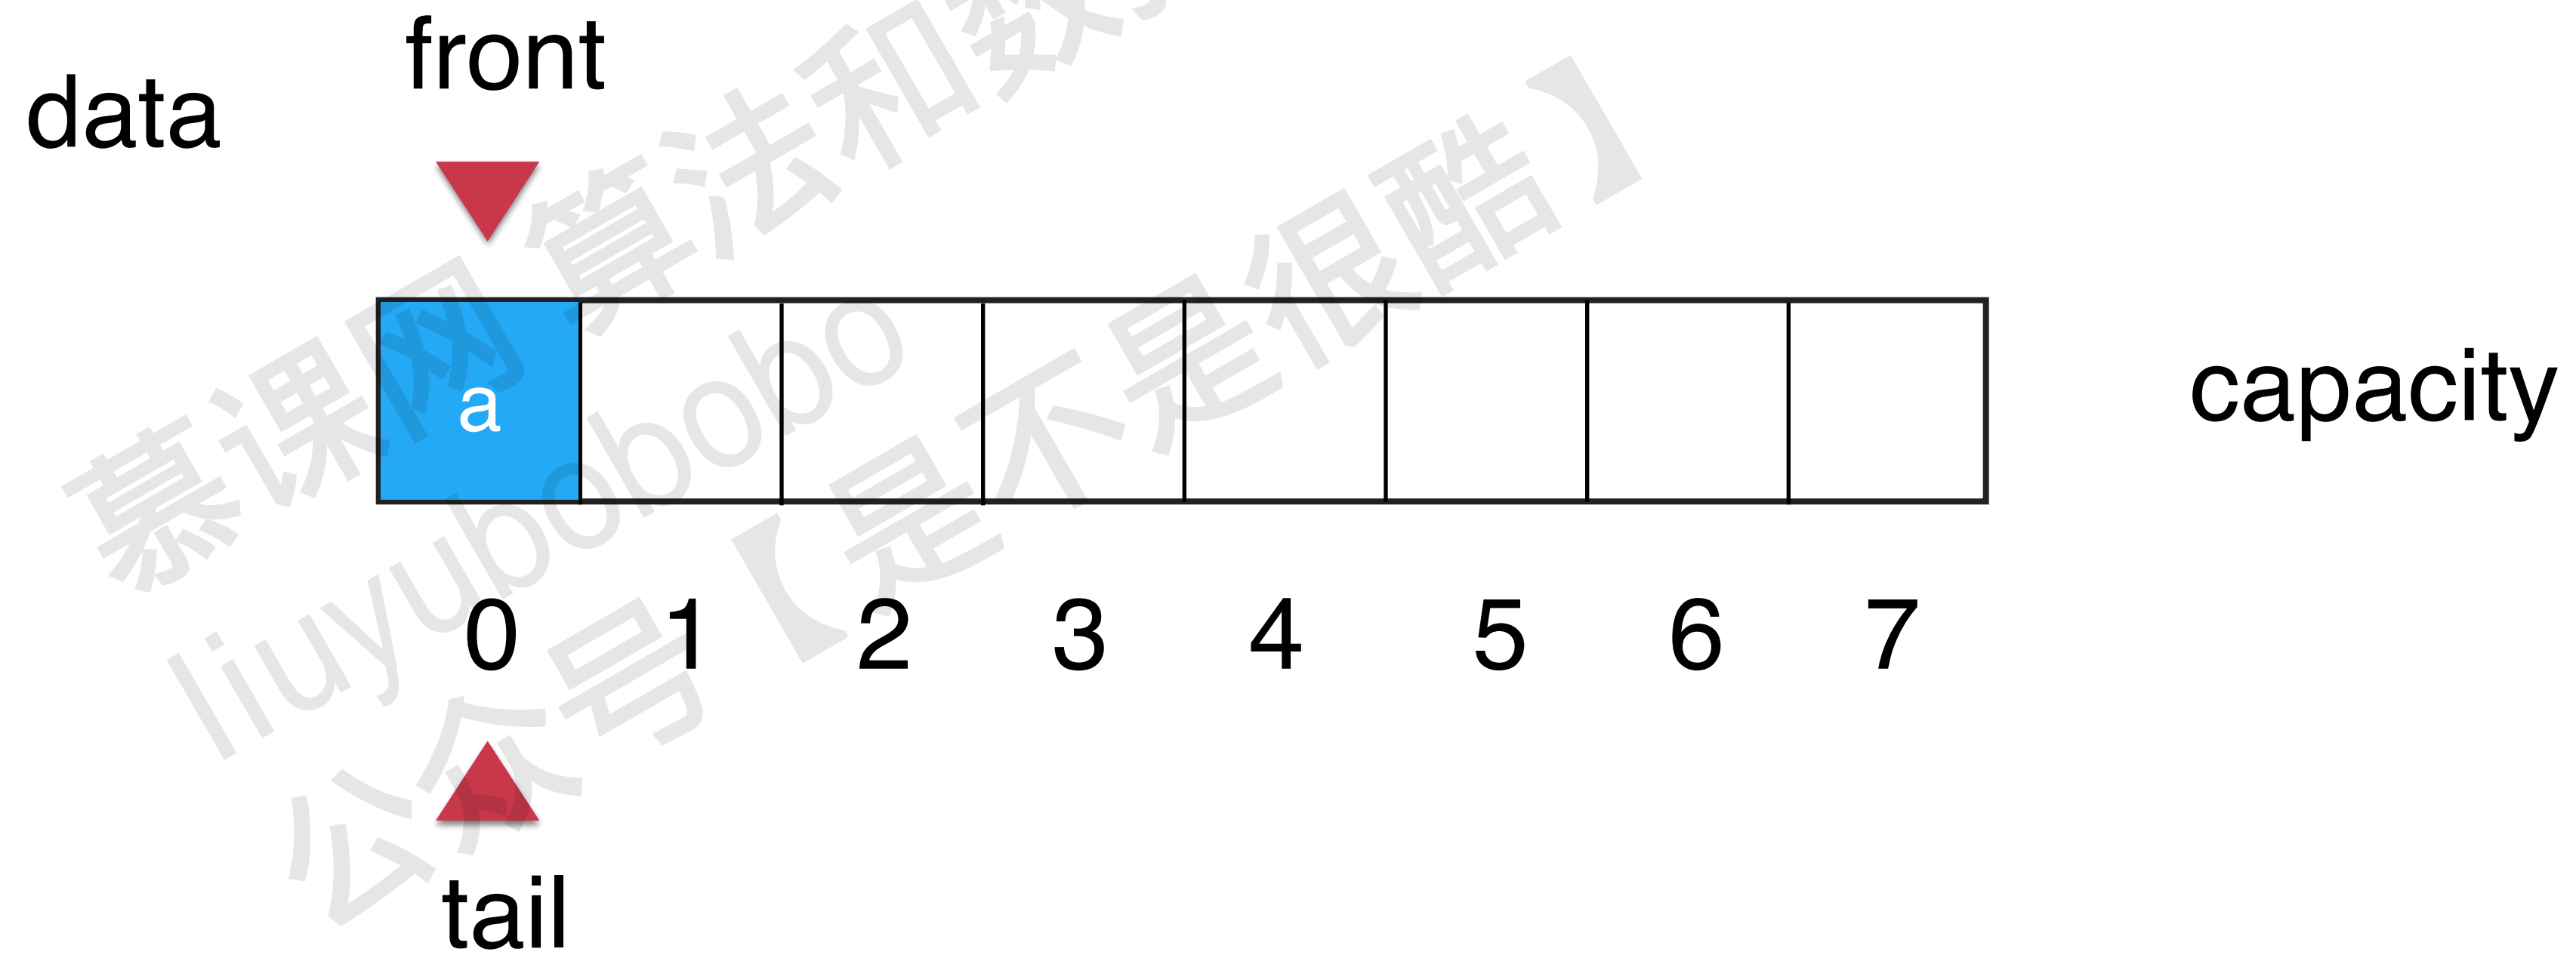 front
data
a
capacity
0 1 2 3 4 5 6 7
tail
慕课网 算法和数
liuyubobobo
公众号【是不是很酷】